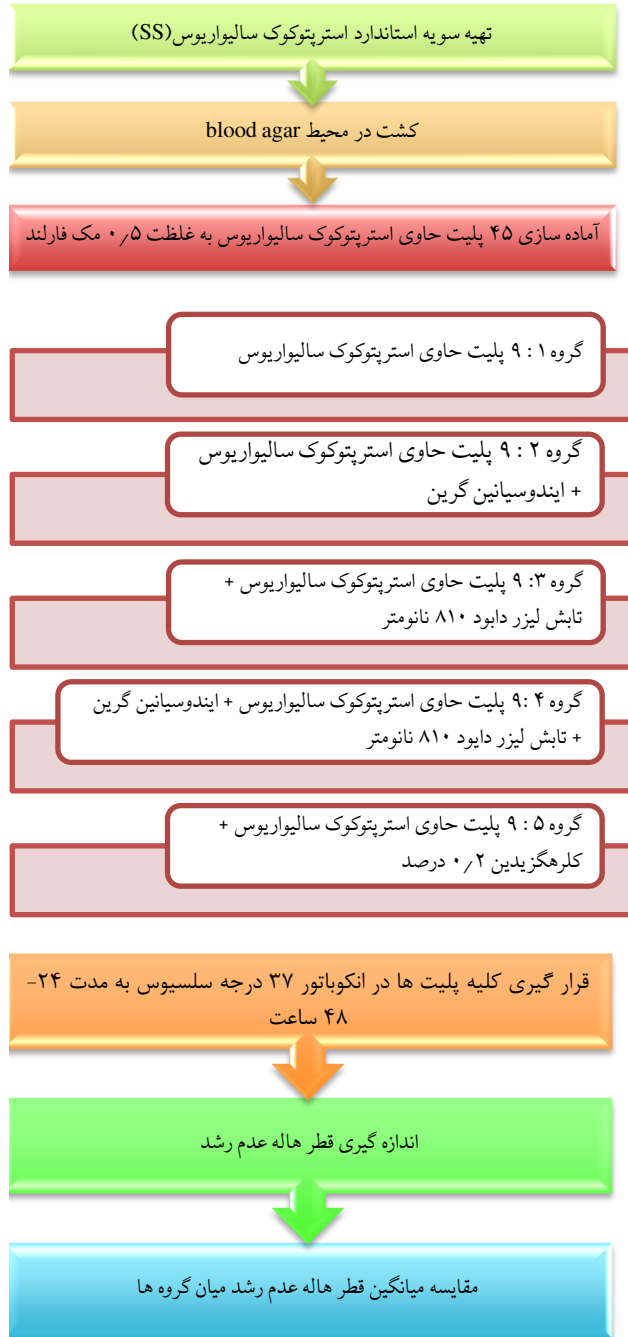 تهیه سویه استاندارد استرپتوکوک سالیواریوس(SS)
کشت در محیط blood agar
آماده سازی ۴۵ پلیت حاوی استرپتوکوک سالیواریوس به غلظت ۰٫۵ مک فارلند
گروه ۱ : ۹ پلیت حاوی استرپتوکوک سالیواریوس
گروه ۲ : ۹ پلیت حاوی استرپتوکوک سالیواریوس
+ ایندوسیانین گرین
گروه ۳: ۹ پلیت حاوی استرپتوکوک سالیواریوس +
تابش لیزر دابود ۸۱۰ نانومتر
گروه ۴ :۹ پلیت حاوی استرپتوکوک سالیواریوس + ایندوسیانین گرین
+ تابش لیزر دایود ۸۱۰ نانومتر
گروه ۵ : ۹ پلیت حاوی استرپتوکوک سالیواریوس +
کلرهگزیدین ۰٫۲ درصد
قرار گیری کلیه پلیت ها در انکوباتور ۳۷ درجه سلسیوس به مدت ۲۴-
۴۸ ساعت
اندازه گیری قطر هاله عدم رشد
مقایسه میانگین قطر هاله عدم رشد میان گروه ها